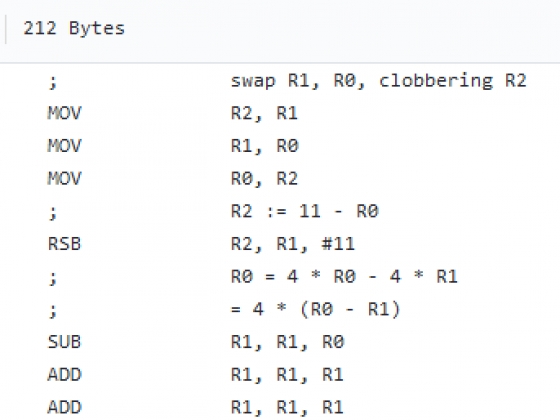 212 Bytes
; swap R1, R0, clobbering R2
MOV R2, R1
MOV R1, R0
MOV R0, R2
; R2 := 11 - R0
RSB R2, R1, #11
; R0 = 4 * R0 - 4 * R1
; = 4 * (R0 - R1)
SUB R1, R1, R0
ADD R1, R1, R1
ADD R1, R1, R1